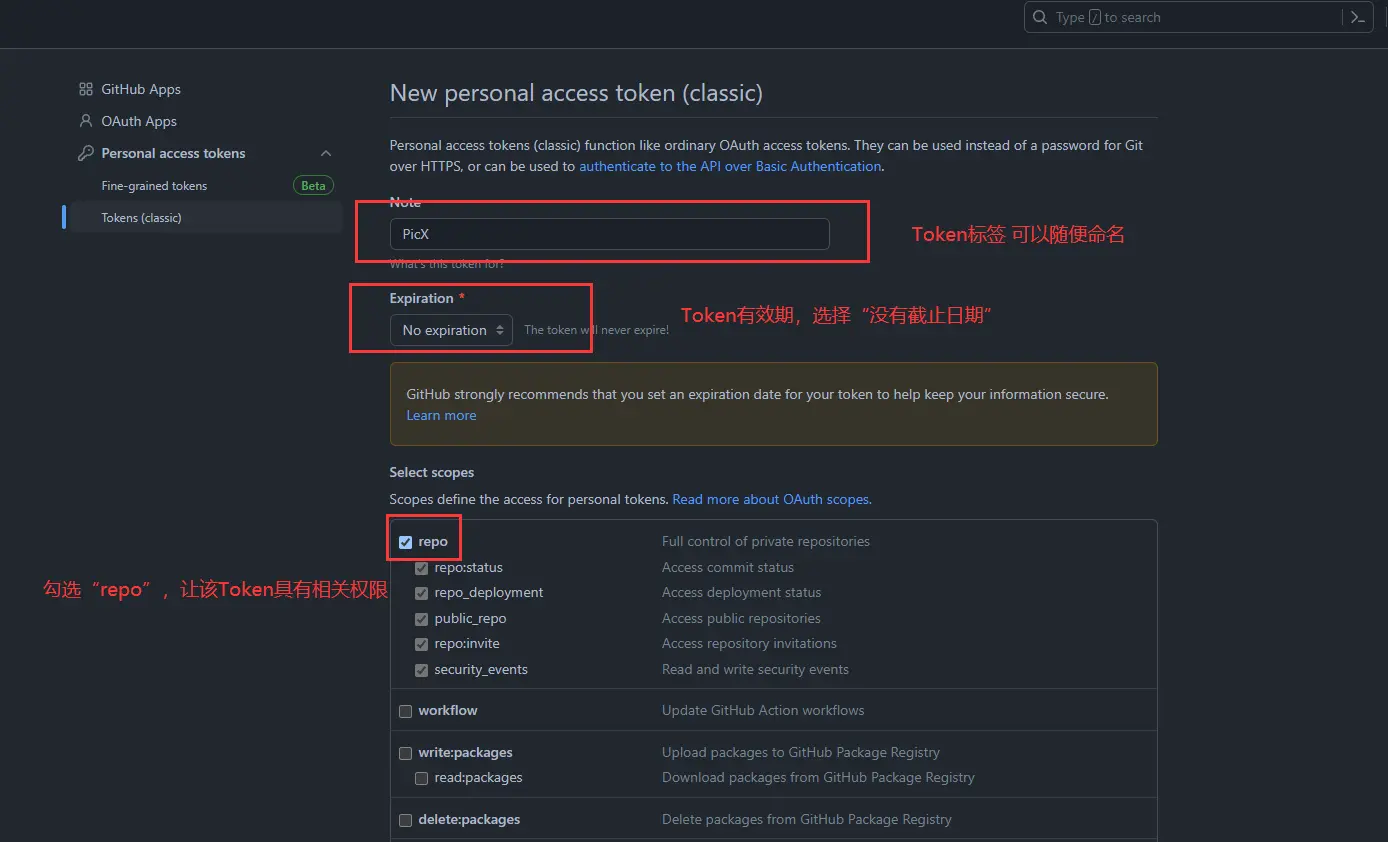 Type / to search
GitHub Apps
OAuth Apps
Personal access tokens
Fine-grained tokens Beta
Tokens (classic)
New personal access token (classic)
Personal access tokens (classic) function like ordinary OAuth access tokens. They can be used instead of a password for Git
over HTTPS, or can be used to authenticate to the API over Basic Authentication.
Note
PicX
Token标签 可以随便命名
What's this token for?
Expiration *
No expiration The token will never expire!
Token有效期，选择“没有截止日期”
GitHub strongly recommends that you set an expiration date for your token to help keep your information secure.
Learn more
Select scopes
Scopes define the access for personal tokens. Read more about OAuth scopes.
repo Full control of private repositories
repo:status Access commit status
勾选“repo”，让该Token具有相关权限
repo_deployment Access deployment status
public_repo Access public repositories
repo:invite Access repository invitations
security_events Read and write security events
workflow Update GitHub Action workflows
write:packages Upload packages to GitHub Package Registry
read:packages Download packages from GitHub Package Registry
delete:packages Delete packages from GitHub Package Registry